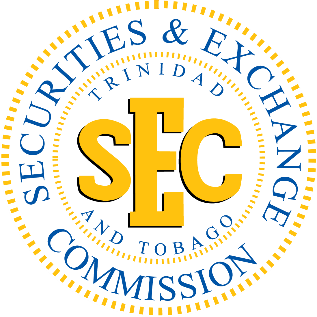 SECURITIES & EXCHANGE
TRINIDAD
SEC
AND TOBAGO
COMMISSION